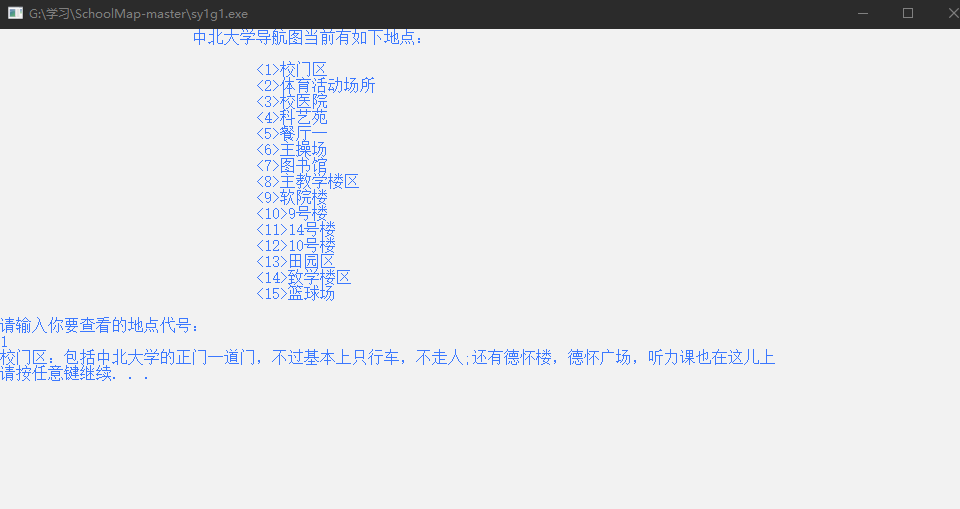 G:\学习\SchoolMap-master\sy1g1.exe
中北大学导航图当前有如下地点:
<1>校门区
<2>体育活动场所
<3>校医院
<4>科艺苑
<5>餐厅一
<6>主操场
<7>图书馆
<8>主教学楼区
<9>软院楼
<10>9号楼
<11>14号楼
<12>10号楼
<13>田园区
<14>致学楼区
<15>篮球场
请输入你要查看的地点代号:
1
校门区: 包括中北大学的正门一道门, 不过基本上只行车, 不走人;还有德怀楼, 德怀广场, 听力课也在这儿上
请按任意键继续. . .